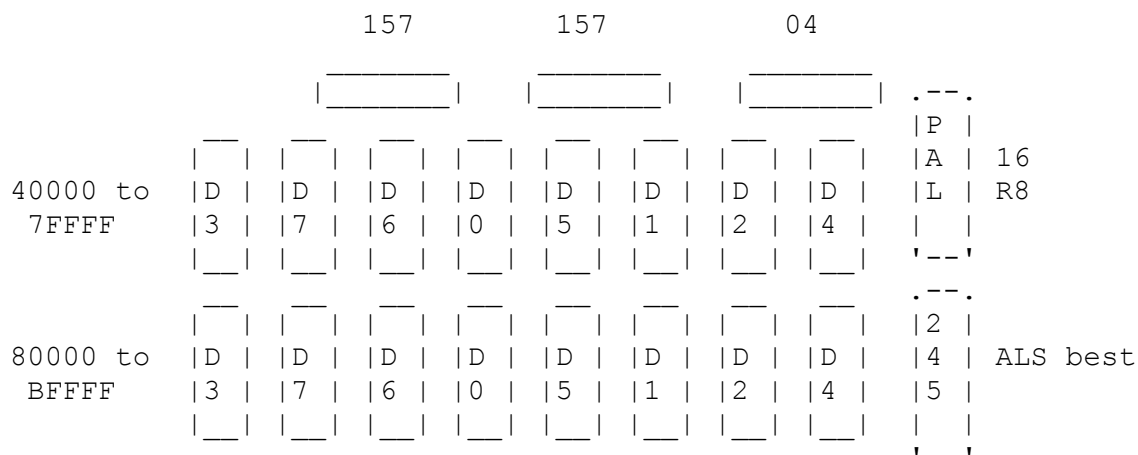 157 157 04
P
A 16
40000 to D D D D D D D D L R8
7FFFF 3 7 6 0 5 1 2 4
2
80000 to D D D D D D D D 4 ALS best
BFFFF 3 7 6 0 5 1 2 4 5